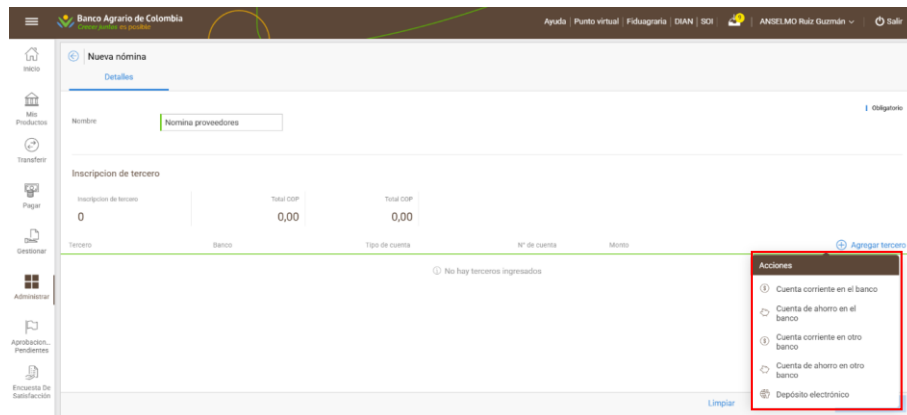 Banco Agrario de Colombia
Crecer juntos es posible
Ayuda | Punto virtual | Fiduagraria | DIAN | SOI
ANSELMO Ruiz Guzmán
Salir
Inicio
Mis
Productos
Transferir
Pagar
Gestionar
Administrar
Aprobacion...
Pendientes
Encuesta De
Satisfacción
Nueva nómina
Detalles
Obligatorio
Nombre
Nomina proveedores
Inscripcion de tercero
Inscripcion de tercero Total COP Total COP
0 0,00 0,00
Tercero Banco Tipo de cuenta N° de cuenta Monto Agregar tercero
No hay terceros ingresados
Acciones
Cuenta corriente en el banco
Cuenta de ahorro en el
banco
Cuenta corriente en otro
banco
Cuenta de ahorro en otro
banco
Depósito electrónico
Limpiar